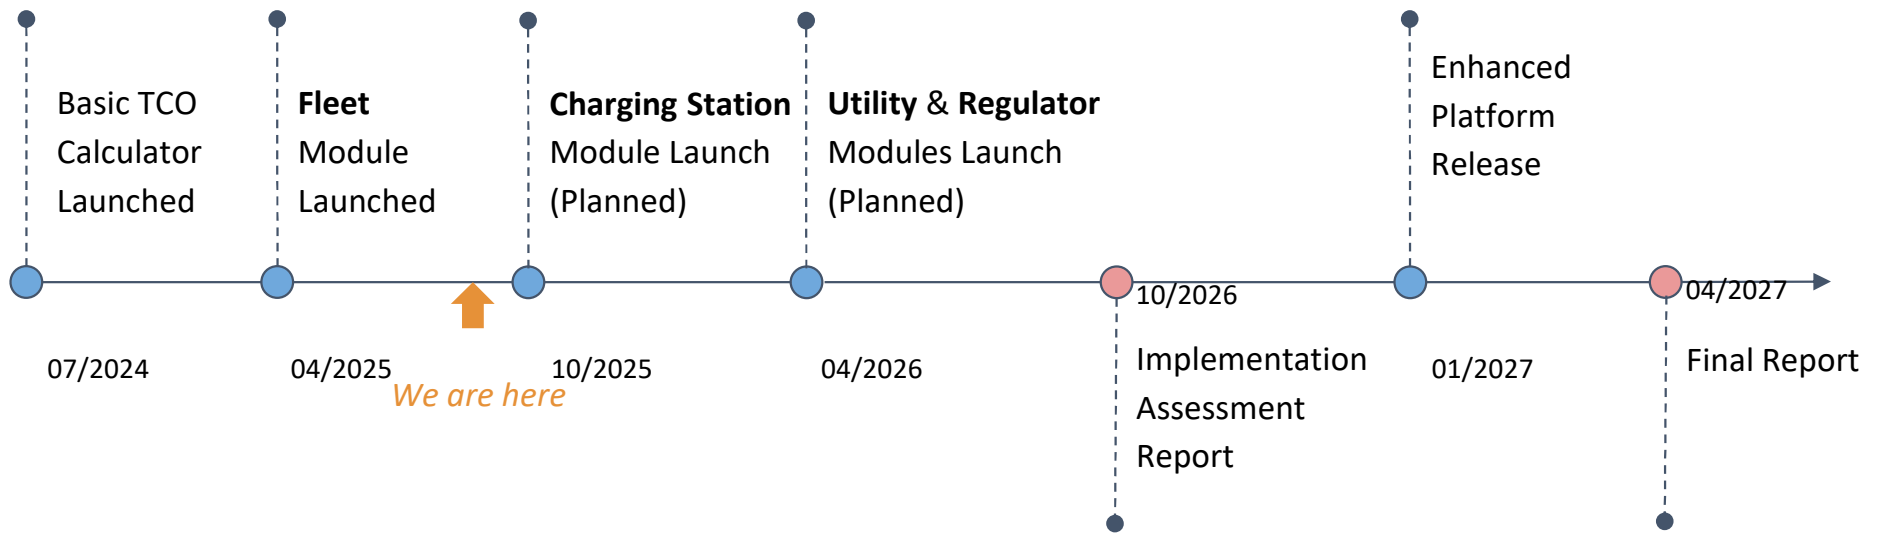 Basic TCO
Calculator
Launched
07/2024
Fleet
Module
Launched
04/2025
We are here
Charging Station
Module Launch
(Planned)
10/2025
Utility & Regulator
Modules Launch
(Planned)
04/2026
10/2026
Implementation
Assessment
Report
Enhanced
Platform
Release
01/2027
04/2027
Final Report